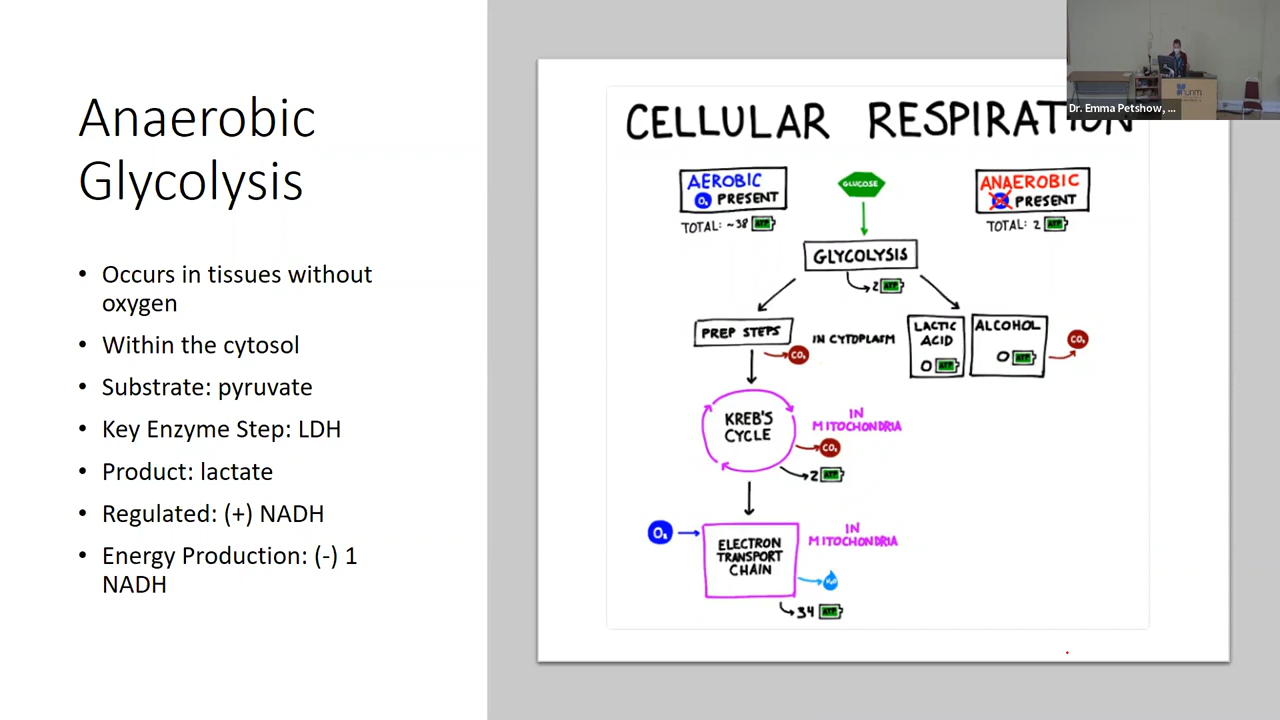 Anaerobic
Glycolysis
• Occurs in tissues without
oxygen
• Within the cytosol
• Substrate: pyruvate
• Key Enzyme Step: LDH
• Product: lactate
• Regulated: (+) NADH
• Energy Production: (-) 1
NADH
CELLULAR RESPIRATION
AEROBIC
O₂ PRESENT
TOTAL: ~38 ATP
GLUCOSE
ANAEROBIC
O₂ PRESENT
TOTAL: 2 ATP
GLYCOLYSIS
2 ATP
PREP STEPS
CO₂
IN CYTOPLASM
LACTIC
ACID
0 ATP
ALCOHOL
0 ATP
CO₂
KREB'S
CYCLE
IN
MITOCHONDRIA
CO₂
2 ATP
O₂
ELECTRON
TRANSPORT
CHAIN
IN
MITOCHONDRIA
H₂O
34 ATP
Dr. Emma Petshow, ...